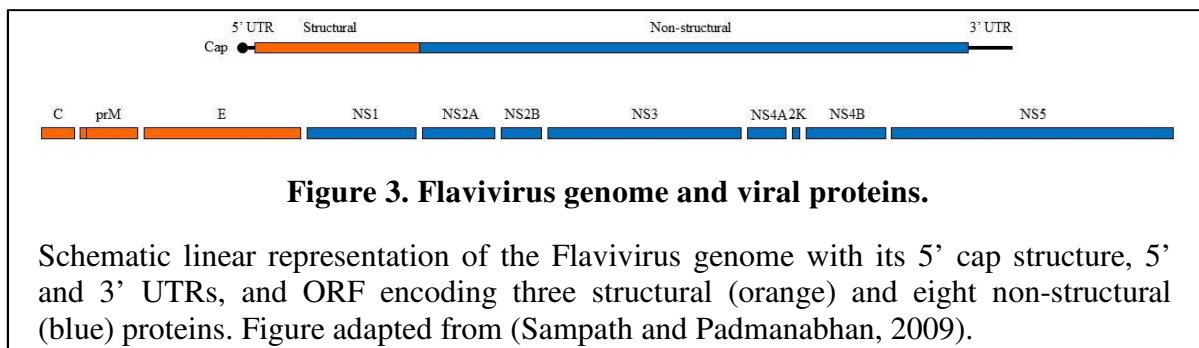 5’ UTR Structural Non-structural 3’ UTR
Cap
C prM E NS1 NS2A NS2B NS3 NS4A 2K NS4B NS5
Figure 3. Flavivirus genome and viral proteins.
Schematic linear representation of the Flavivirus genome with its 5’ cap structure, 5’
and 3’ UTRs, and ORF encoding three structural (orange) and eight non-structural
(blue) proteins. Figure adapted from (Sampath and Padmanabhan, 2009).